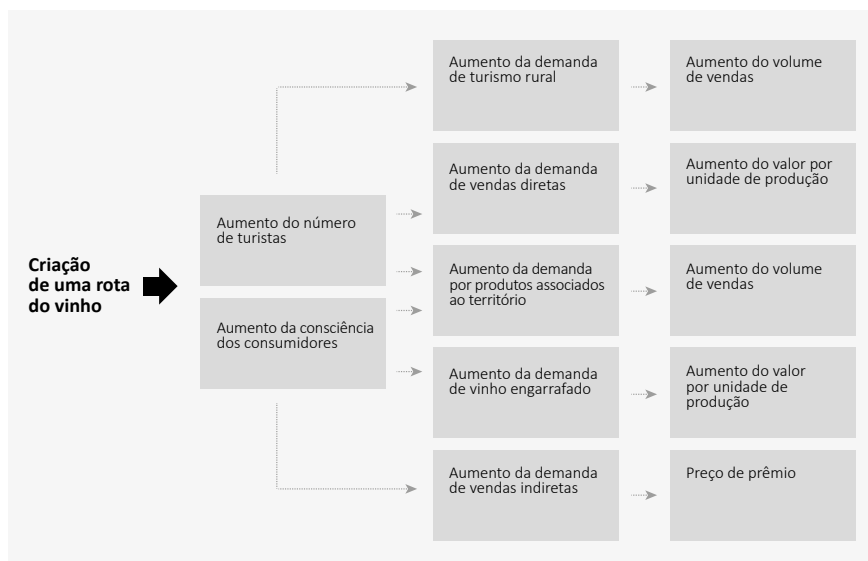 Criação
de uma rota
do vinho
Aumento do número
de turistas
Aumento da consciência
dos consumidores
Aumento da demanda
de turismo rural
Aumento da demanda
de vendas diretas
Aumento da demanda
por produtos associados
ao território
Aumento da demanda
de vinho engarrafado
Aumento da demanda
de vendas indiretas
Aumento do volume
de vendas
Aumento do valor por
unidade de produção
Aumento do volume
de vendas
Aumento do valor
por unidade de
produção
Preço de prêmio